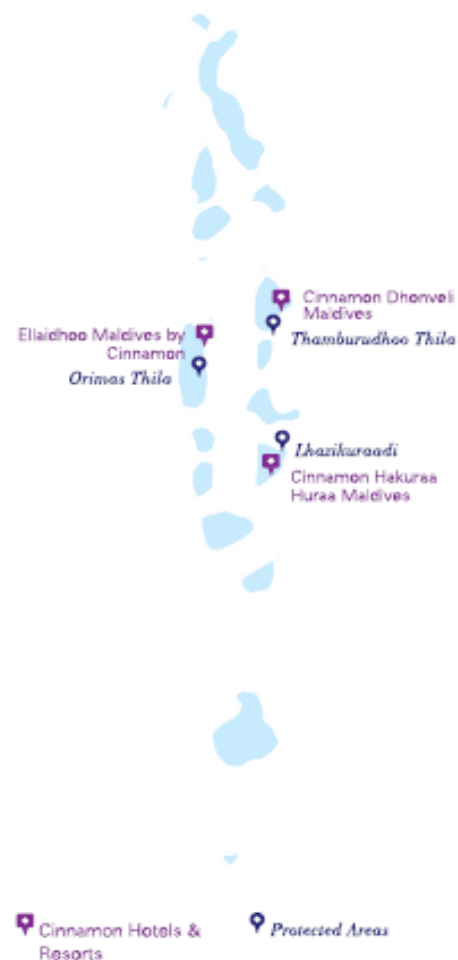 Cinnamon Dhonveli
Maldives
Thamburudhoo Thila
Ellaidhoo Maldives by
Cinnamon
Orimas Thila
Lhazikuraadi
Cinnamon Hakuraa
Huraa Maldives
Cinnamon Hotels &
Resorts
Protected Areas